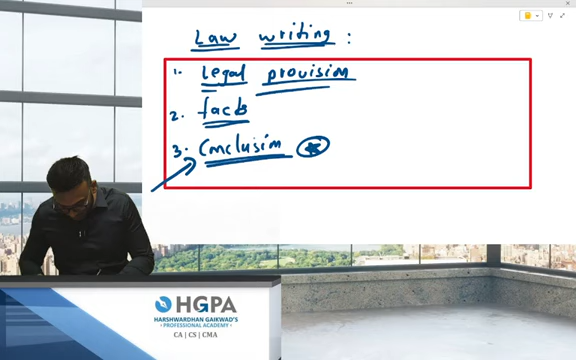 Law writing :
1. Legal provision
2. facts
3. Conclusion
HGPA
HARSHWARDHAN GAIKWAD'S
PROFESSIONAL ACADEMY
CA | CS | CMA